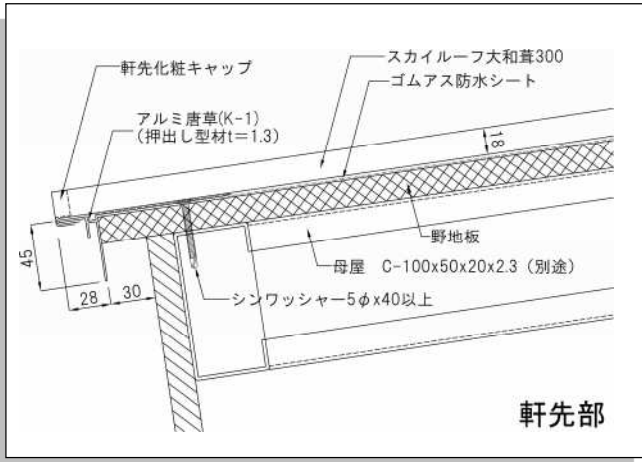 スカイルーフ大和葺300
軒先化粧キャップ
ゴムアス防水シート
アルミ唐草(K-1)
(押出し型材t=1.3)
18
野地板
45
母屋 C-100x50x20x2.3 (別途)
28
30
シンワッシャー5φx40以上
軒先部